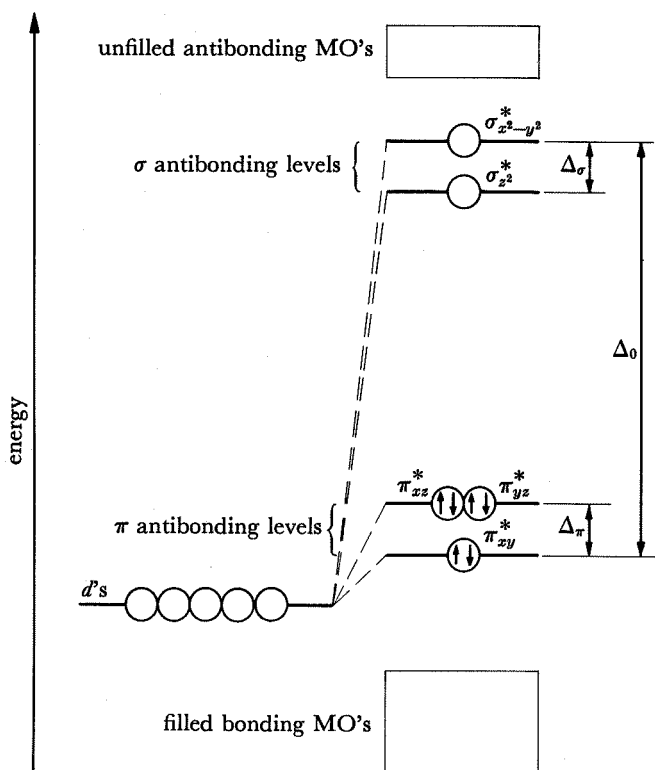 unfilled antibonding MO's
σ*x²—y²
σ antibonding levels
Δσ
σ*z²
Δ0
energy
π*xz π*yz
π antibonding levels
Δπ
π*xy
d's
filled bonding MO's